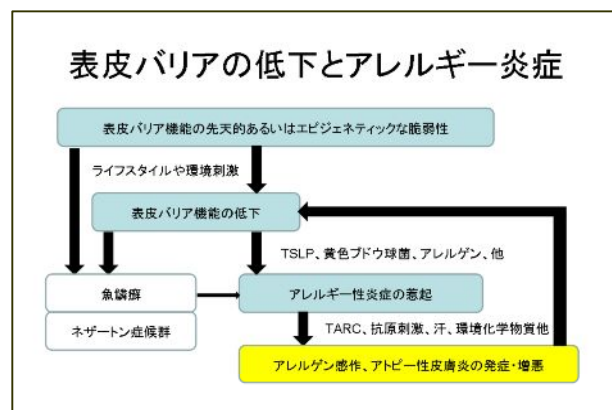 表皮バリアの低下とアレルギー炎症
表皮バリア機能の先天的あるいはエピジェネティックな脆弱性
ライフスタイルや環境刺激
表皮バリア機能の低下
TSLP、黄色ブドウ球菌、アレルゲン、他
魚鱗癬
アレルギー性炎症の惹起
ネザートン症候群
TARC、抗原刺激、汗、環境化学物質他
アレルゲン感作、アトピー性皮膚炎の発症・増悪